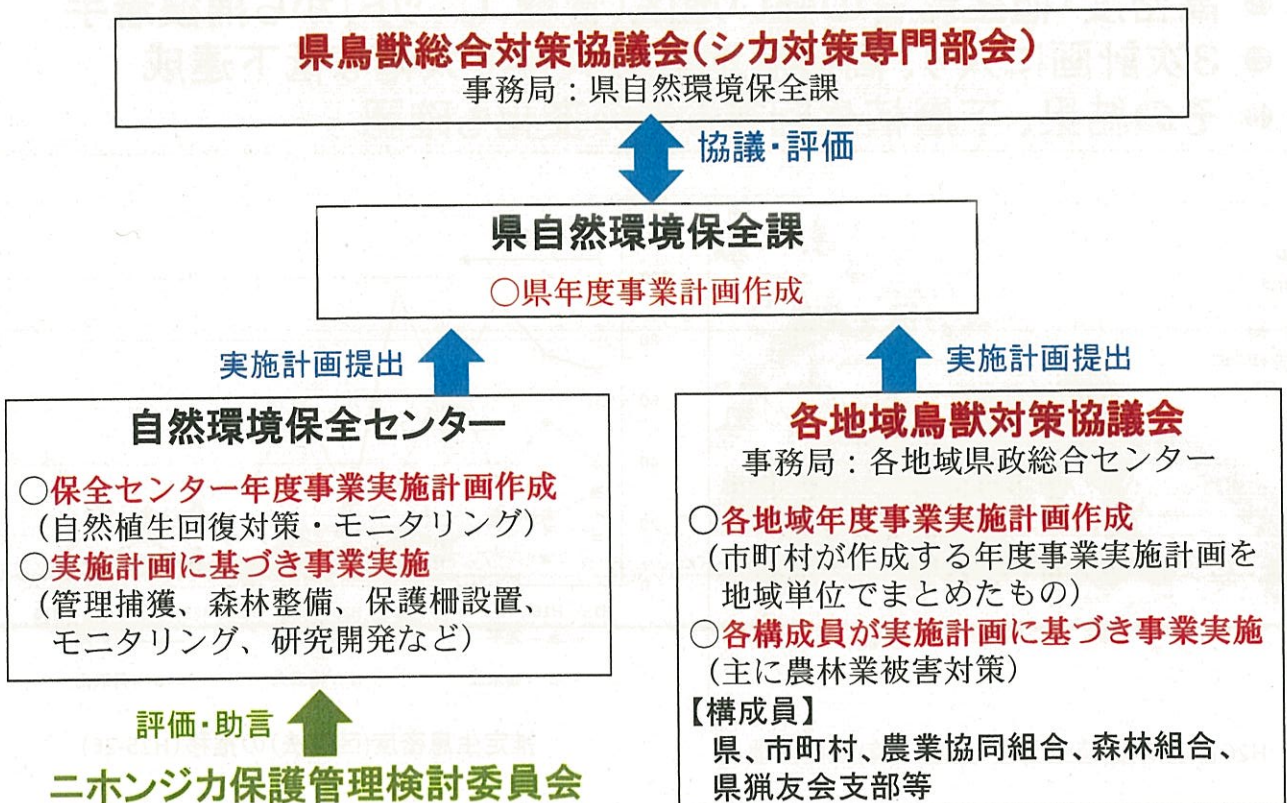 県鳥獣総合対策協議会(シカ対策専門部会)
事務局：県自然環境保全課
協議・評価
県自然環境保全課
○県年度事業計画作成
実施計画提出
実施計画提出
自然環境保全センター
○保全センター年度事業実施計画作成
(自然植生回復対策・モニタリング)
○実施計画に基づき事業実施
(管理捕獲、森林整備、保護柵設置、
モニタリング、研究開発など)
評価・助言
ニホンジカ保護管理検討委員会
各地域鳥獣対策協議会
事務局：各地域県政総合センター
○各地域年度事業実施計画作成
(市町村が作成する年度事業実施計画を
地域単位でまとめたもの)
○各構成員が実施計画に基づき事業実施
(主に農林業被害対策)
【構成員】
県、市町村、農業協同組合、森林組合、
県猟友会支部等